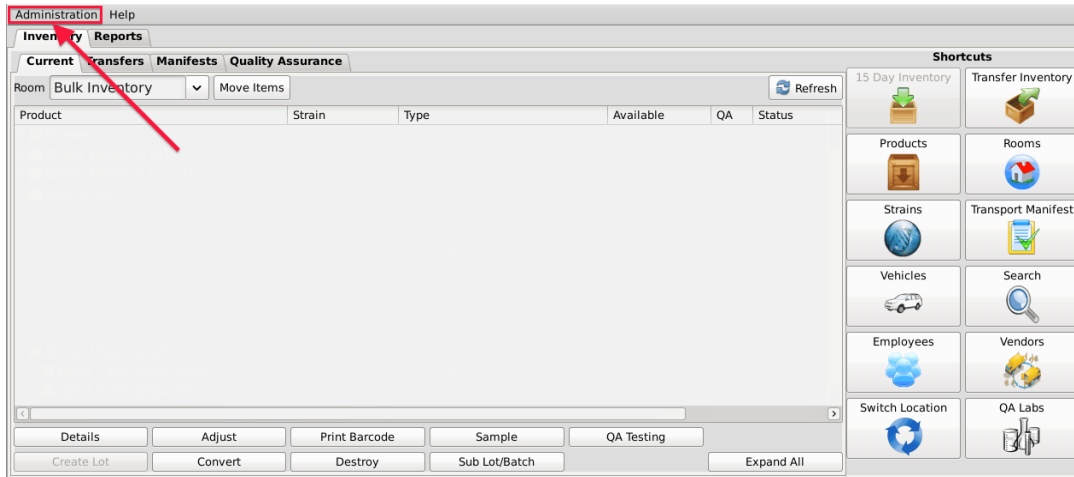 Administration Help
Inventory Reports
Current Transfers Manifests Quality Assurance
Room Bulk Inventory Move Items Refresh
Product Strain Type Available QA Status
Details Adjust Print Barcode Sample QA Testing
Create Lot Convert Destroy Sub Lot/Batch Expand All
Shortcuts
15 Day Inventory Transfer Inventory
Products Rooms
Strains Transport Manifest
Vehicles Search
Employees Vendors
Switch Location QA Labs